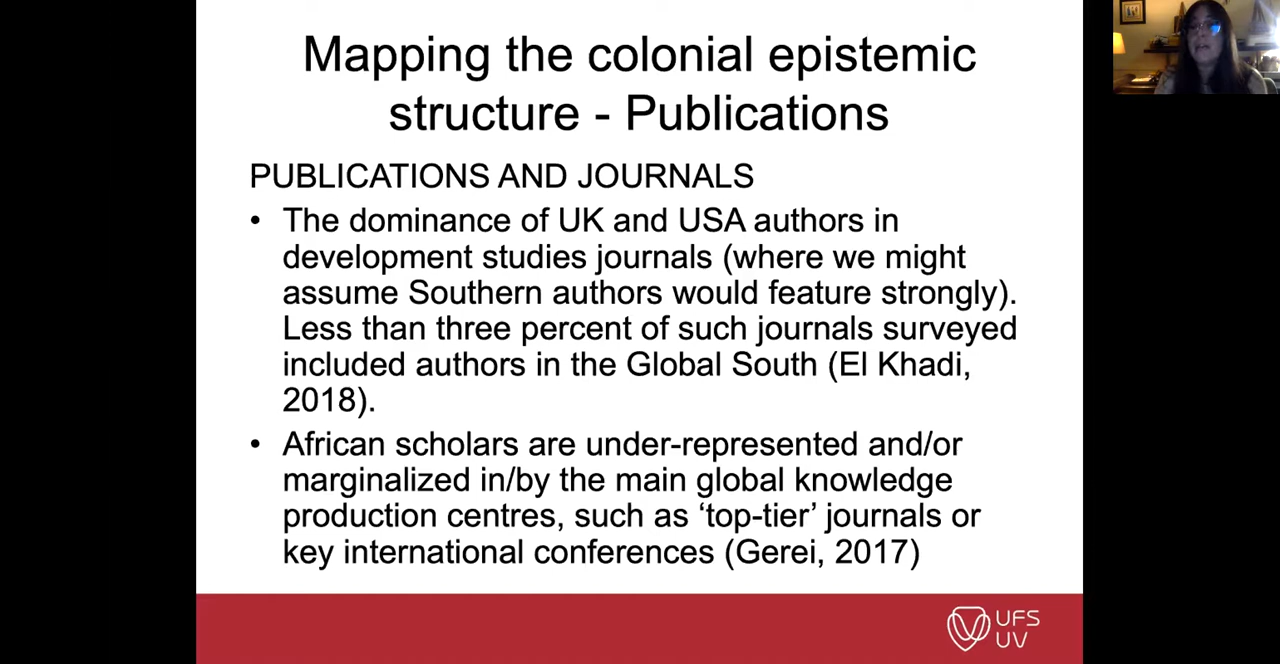 Mapping the colonial epistemic
structure - Publications
PUBLICATIONS AND JOURNALS
• The dominance of UK and USA authors in
development studies journals (where we might
assume Southern authors would feature strongly).
Less than three percent of such journals surveyed
included authors in the Global South (El Khadi,
2018).
• African scholars are under-represented and/or
marginalized in/by the main global knowledge
production centres, such as ‘top-tier’ journals or
key international conferences (Gerei, 2017)
UFS
UV